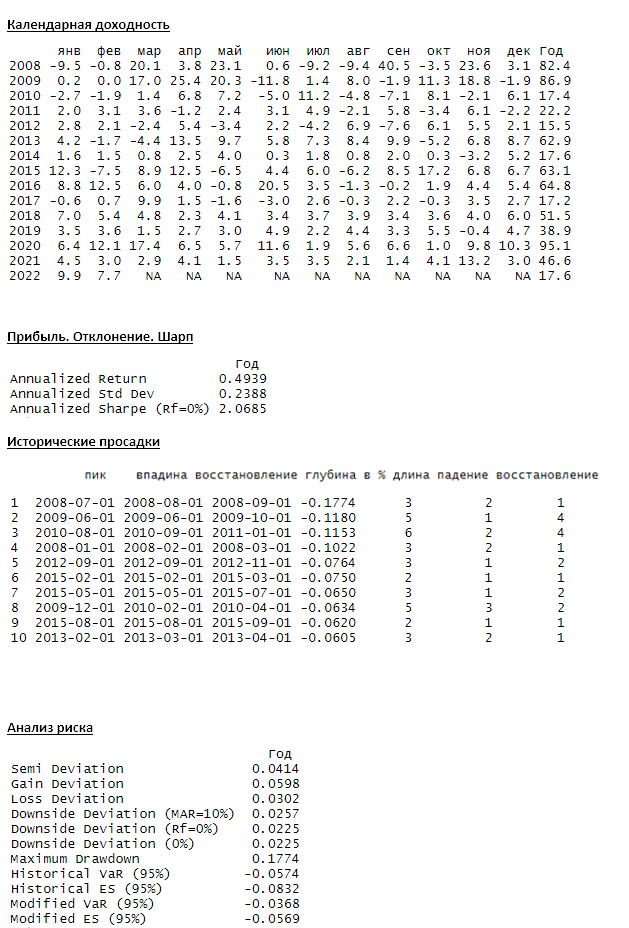 Календарная доходность
янв фев мар апр май июн июл авг сен окт ноя дек Год
2008 -9.5 -0.8 20.1 3.8 23.1 0.6 -9.2 -9.4 40.5 -3.5 23.6 3.1 82.4
2009 0.2 0.0 17.0 25.4 20.3 -11.8 1.4 8.0 -1.9 11.3 18.8 -1.9 86.9
2010 -2.7 -1.9 1.4 6.8 7.2 -5.0 11.2 -4.8 -7.1 8.1 -2.1 6.1 17.4
2011 2.0 3.1 3.6 -1.2 2.4 3.1 4.9 -2.1 5.8 -3.4 6.1 -2.2 22.2
2012 2.8 2.1 -2.4 5.4 -3.4 2.2 -4.2 6.9 -7.6 6.1 5.5 2.1 15.5
2013 4.2 -1.7 -4.4 13.5 9.7 5.8 7.3 8.4 9.9 -5.2 6.8 8.7 62.9
2014 1.6 1.5 0.8 2.5 4.0 0.3 1.8 0.8 2.0 0.3 -3.2 5.2 17.6
2015 12.3 -7.5 8.9 12.5 -6.5 4.4 6.0 -6.2 8.5 17.2 6.8 6.7 63.1
2016 8.8 12.5 6.0 4.0 -0.8 20.5 3.5 -1.3 -0.2 1.9 4.4 5.4 64.8
2017 -0.6 0.7 9.9 1.5 -1.6 -3.0 2.6 -0.3 2.2 -0.3 3.5 2.7 17.2
2018 7.0 5.4 4.8 2.3 4.1 3.4 3.7 3.9 3.4 3.6 4.0 6.0 51.5
2019 3.5 3.6 1.5 2.7 3.0 4.9 2.2 4.4 3.3 5.5 -0.4 4.7 38.9
2020 6.4 12.1 17.4 6.5 5.7 11.6 1.9 5.6 6.6 1.0 9.8 10.3 95.1
2021 4.5 3.0 2.9 4.1 1.5 3.5 3.5 2.1 1.4 4.1 13.2 3.0 46.6
2022 9.9 7.7 NA NA NA NA NA NA NA NA NA NA 17.6
Прибыль. Отклонение. Шарп
Год
Annualized Return 0.4939
Annualized Std Dev 0.2388
Annualized Sharpe (Rf=0%) 2.0685
Исторические просадки
пик впадина восстановление глубина в % длина падение восстановление
1 2008-07-01 2008-08-01 2008-09-01 -0.1774 3 2 1
2 2009-06-01 2009-06-01 2009-10-01 -0.1180 5 1 4
3 2010-08-01 2010-09-01 2011-01-01 -0.1153 6 2 4
4 2008-01-01 2008-02-01 2008-03-01 -0.1022 3 2 1
5 2012-09-01 2012-09-01 2012-11-01 -0.0764 3 1 2
6 2015-02-01 2015-02-01 2015-03-01 -0.0750 2 1 1
7 2015-05-01 2015-05-01 2015-07-01 -0.0650 3 1 2
8 2009-12-01 2010-02-01 2010-04-01 -0.0634 5 3 2
9 2015-08-01 2015-08-01 2015-09-01 -0.0620 2 1 1
10 2013-02-01 2013-03-01 2013-04-01 -0.0605 3 2 1
Анализ риска
Год
Semi Deviation 0.0414
Gain Deviation 0.0598
Loss Deviation 0.0302
Downside Deviation (MAR=10%) 0.0257
Downside Deviation (Rf=0%) 0.0225
Downside Deviation (0%) 0.0225
Maximum Drawdown 0.1774
Historical VaR (95%) -0.0574
Historical ES (95%) -0.0832
Modified VaR (95%) -0.0368
Modified ES (95%) -0.0569